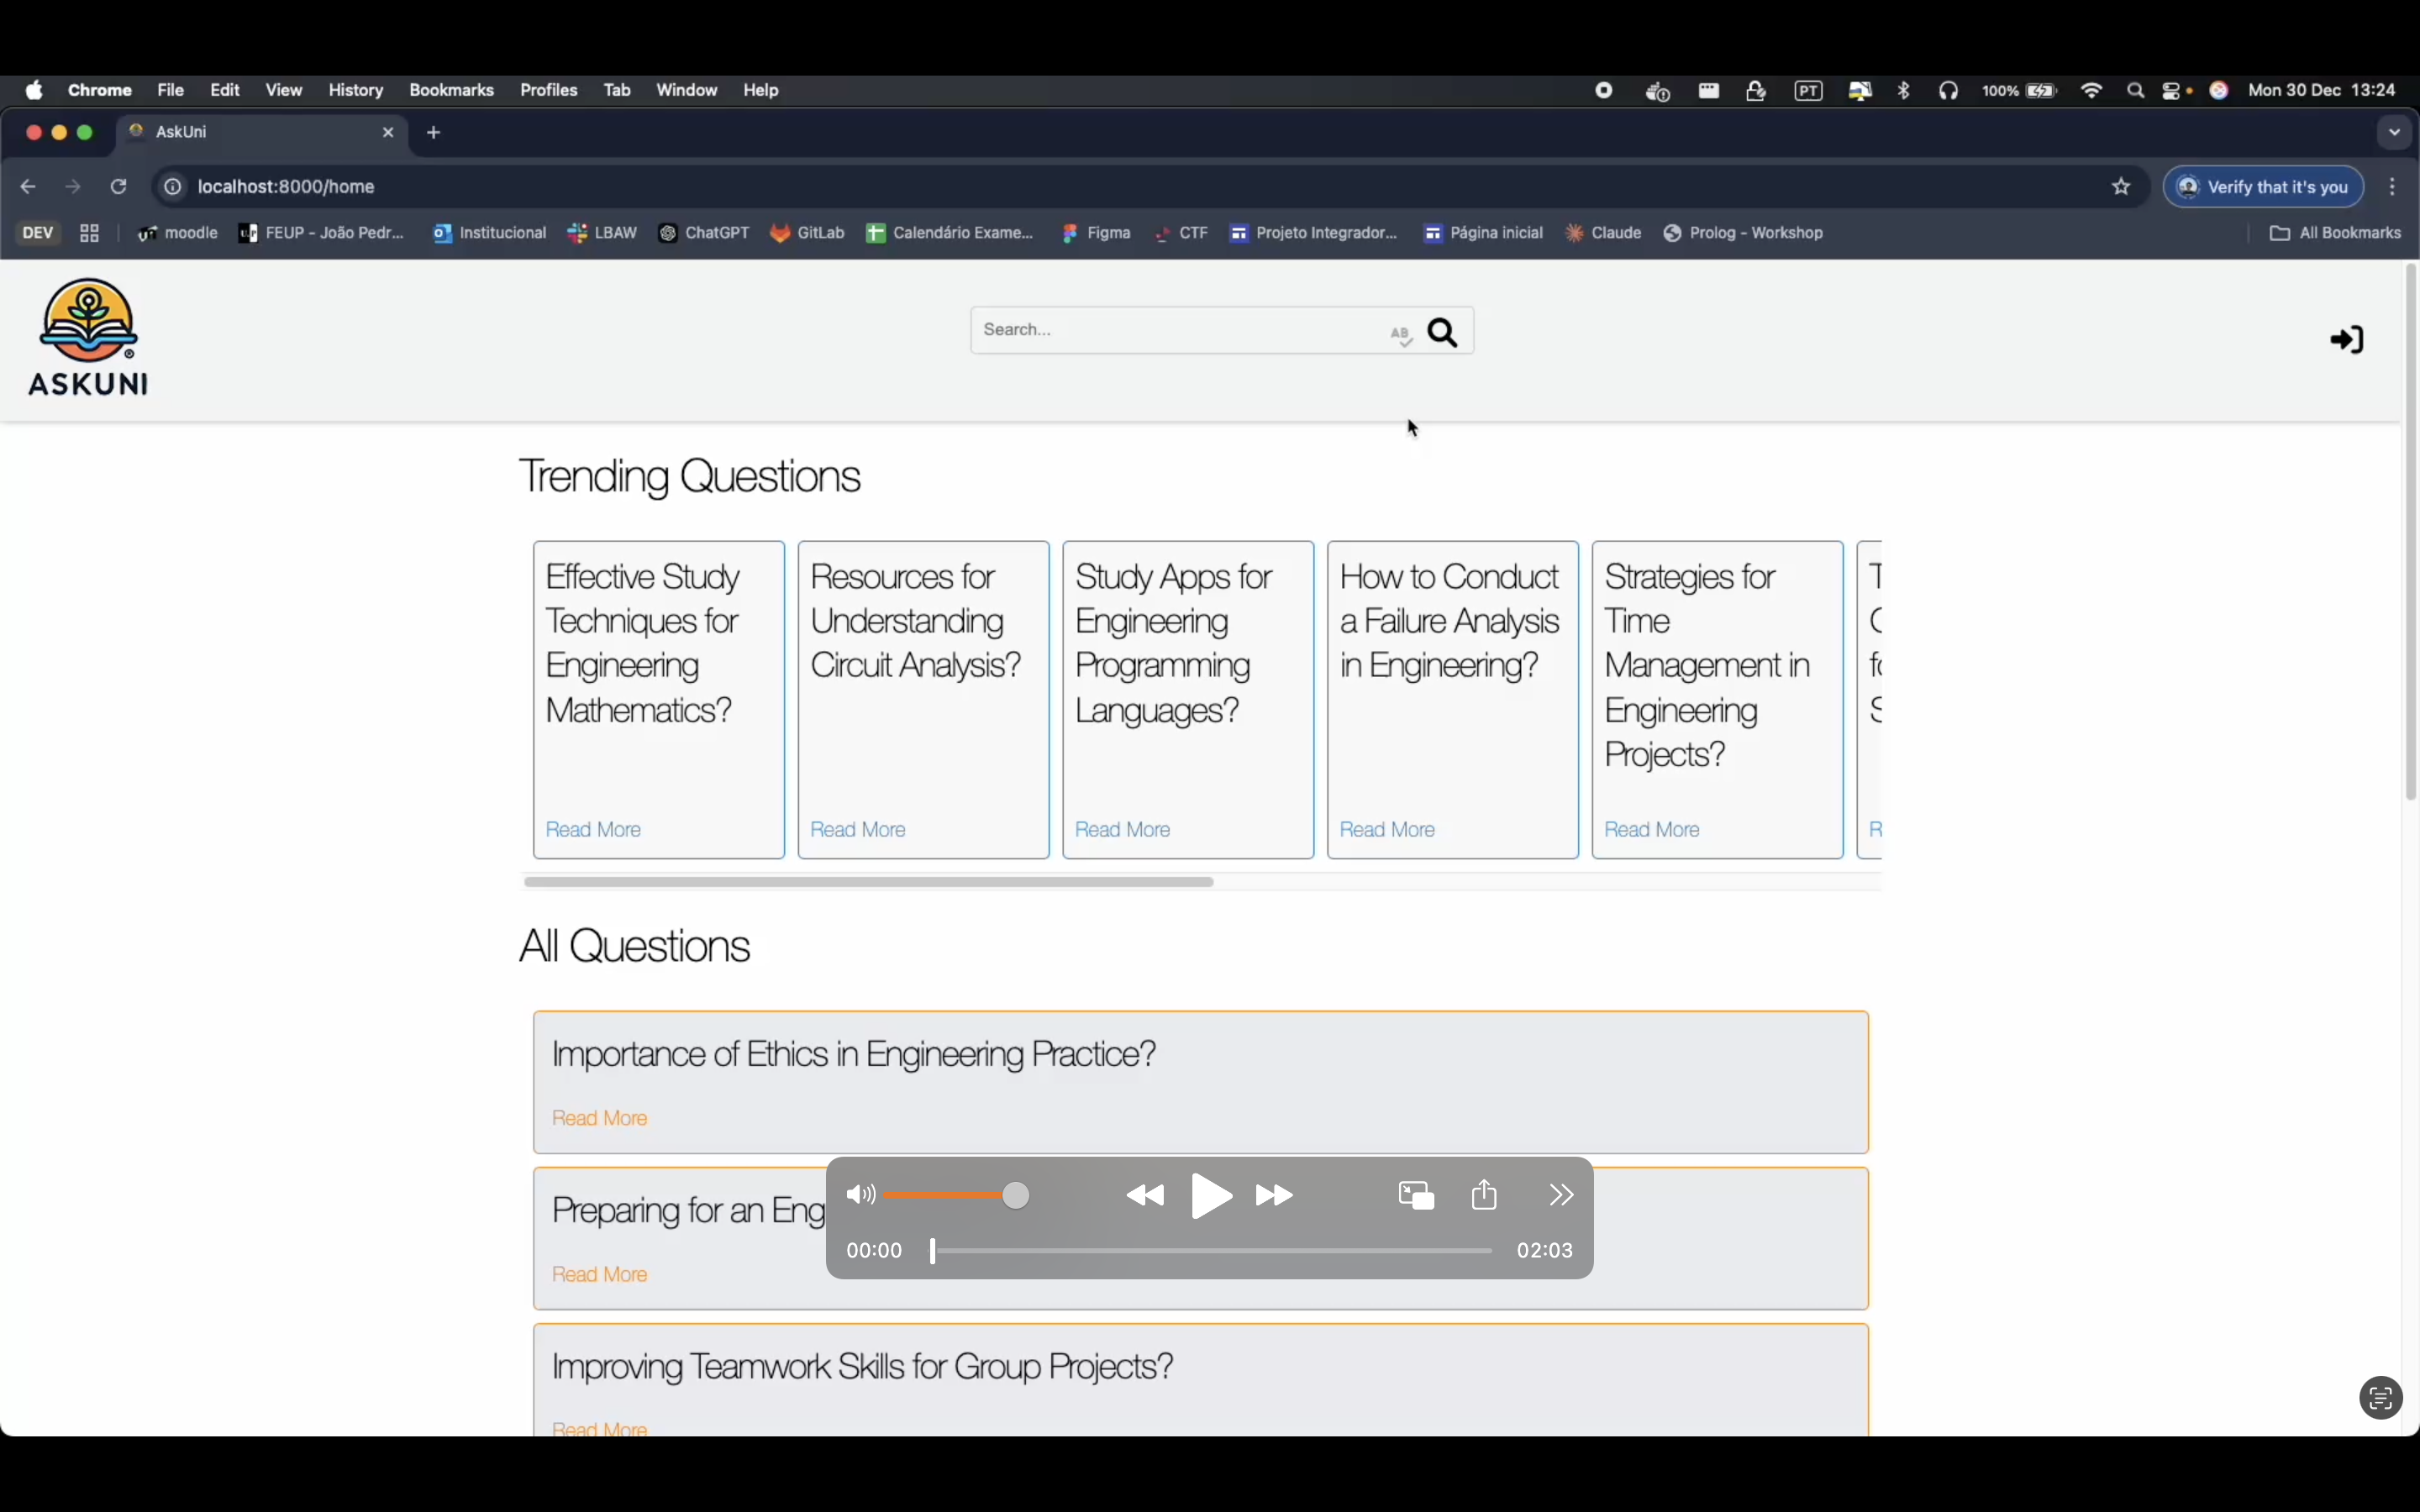 Chrome File Edit View History Bookmarks Profiles Tab Window Help PT 100% Mon 30 Dec 13:24
AskUni
localhost:8000/home Verify that it's you
DEV moodle FEUP - João Pedr... Institucional LBAW ChatGPT GitLab Calendário Exame... Figma CTF Projeto Integrador... Página inicial Claude Prolog - Workshop All Bookmarks
Search...
AB
ASKUNI
Trending Questions
Effective Study
Techniques for
Engineering
Mathematics?
Read More
Resources for
Understanding
Circuit Analysis?
Read More
Study Apps for
Engineering
Programming
Languages?
Read More
How to Conduct
a Failure Analysis
in Engineering?
Read More
Strategies for
Time
Management in
Engineering
Projects?
Read More
All Questions
Importance of Ethics in Engineering Practice?
Read More
Preparing for an Eng
Read More
00:00 02:03
Improving Teamwork Skills for Group Projects?
Read More